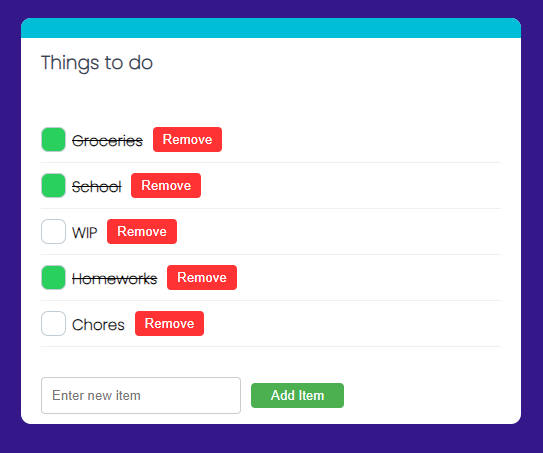 Things to do
Groceries Remove
School Remove
WIP Remove
Homeworks Remove
Chores Remove
Enter new item Add Item